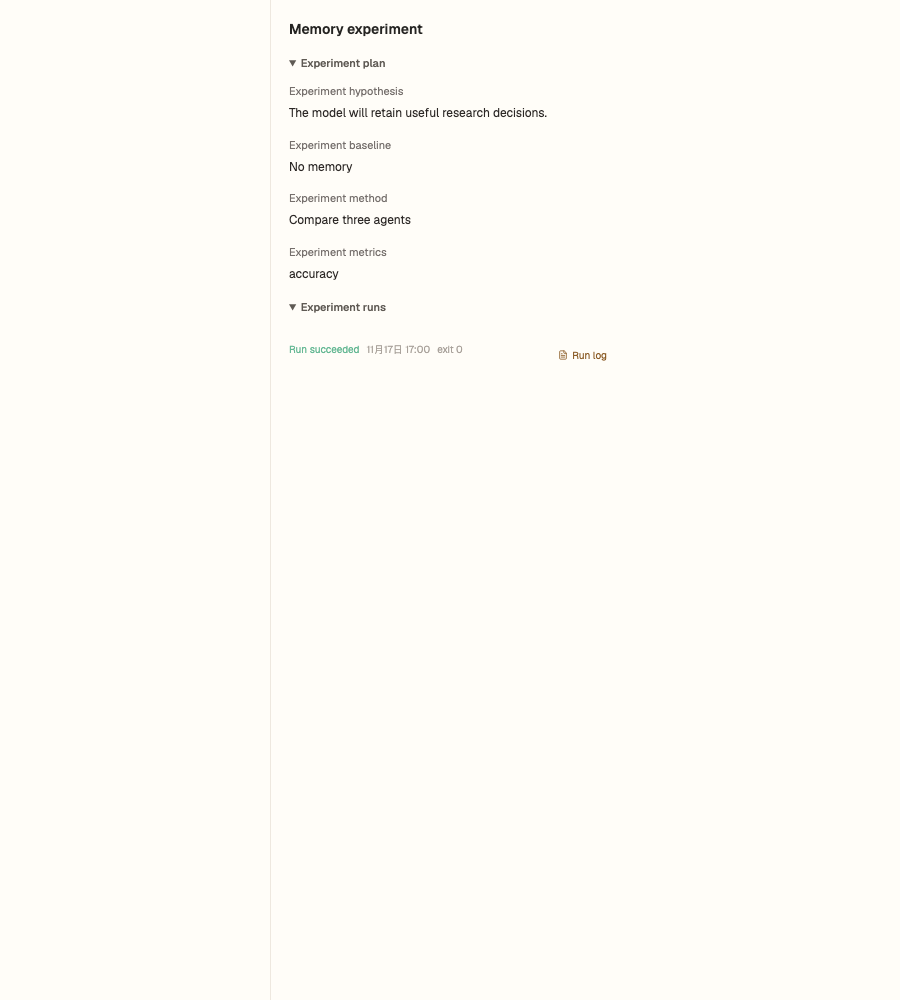 Memory experiment
▼ Experiment plan
Experiment hypothesis
The model will retain useful research decisions.
Experiment baseline
No memory
Experiment method
Compare three agents
Experiment metrics
accuracy
▼ Experiment runs
Run succeeded 11月17日 17:00 exit 0
Run log